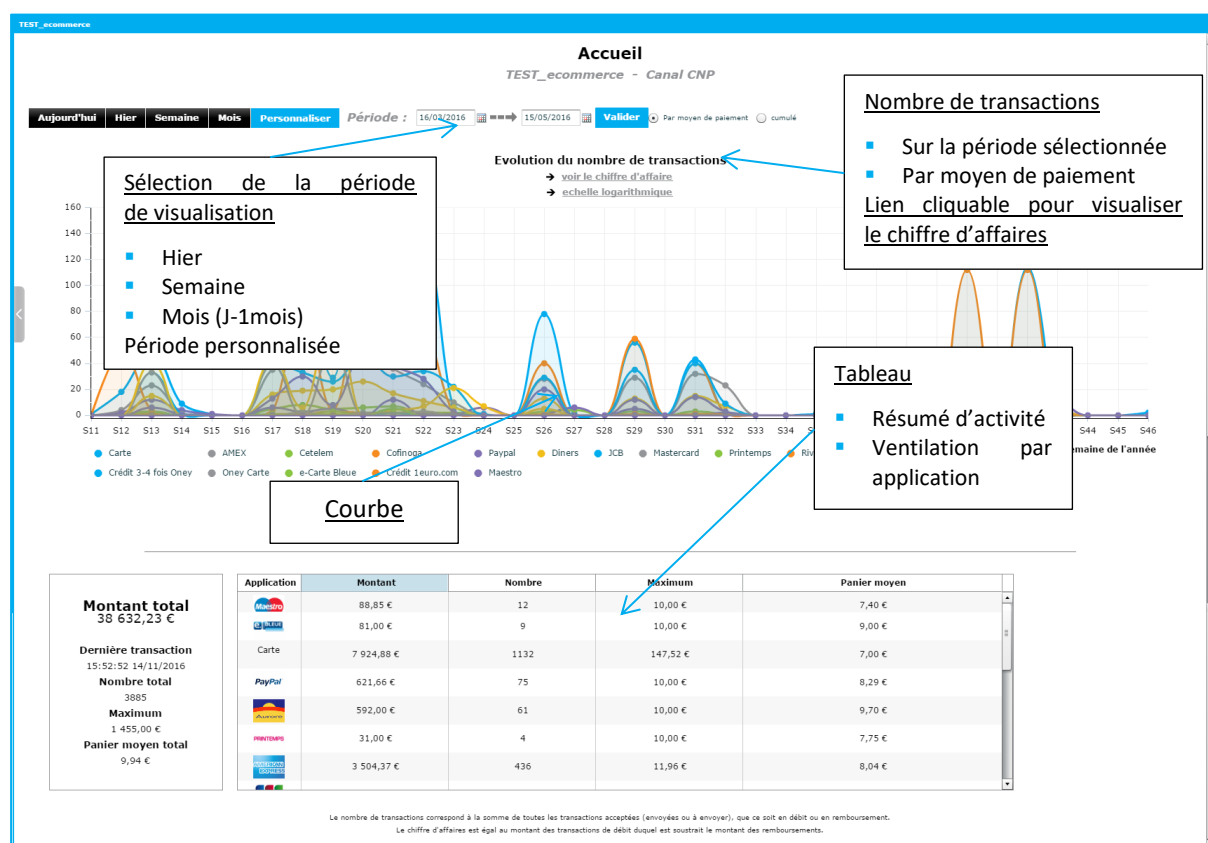 TEST_ecommerce
Accueil
TEST_ecommerce - Canal CNP
Aujourd'hui Hier Semaine Mois Personnaliser Période : 16/03/2016 15/05/2016 Valider Par moyen de paiement cumulé
Evolution du nombre de transactions
voir le chiffre d'affaire
echelle logarithmique
Nombre de transactions
Sur la période sélectionnée
Par moyen de paiement
Lien cliquable pour visualiser
le chiffre d'affaires
Sélection de la période
de visualisation
Hier
Semaine
Mois (J-1mois)
Période personnalisée
Tableau
Résumé d'activité
Ventilation par
application
160
140
120
100
80
60
40
20
0
S11 S12 S13 S14 S15 S16 S17 S18 S19 S20 S21 S22 S23 S24 S25 S26 S27 S28 S29 S30 S31 S32 S33 S34 S44 S45 S46
emaine de l'année
Carte AMEX Cetelem Cofinoga Paypal Diners JCB Mastercard Printemps Riv
Crédit 3-4 fois Oney Oney Carte e-Carte Bleue Crédit 1euro.com Maestro
Courbe
Montant total
38 632,23 €
Dernière transaction
15:52:52 14/11/2016
Nombre total
3885
Maximum
1 455,00 €
Panier moyen total
9,94 €
Application Montant Nombre Maximum Panier moyen
Maestro 88,85 € 12 10,00 € 7,40 €
e BLEUE 81,00 € 9 10,00 € 9,00 €
Carte 7 924,88 € 1132 147,52 € 7,00 €
PayPal 621,66 € 75 10,00 € 8,29 €
Aurore 592,00 € 61 10,00 € 9,70 €
PRINTEMPS 31,00 € 4 10,00 € 7,75 €
AMERICAN EXPRESS 3 504,37 € 436 11,96 € 8,04 €
Le nombre de transactions correspond à la somme de toutes les transactions acceptées (envoyées ou à envoyer), que ce soit en débit ou en remboursement.
Le chiffre d'affaires est égal au montant des transactions de débit duquel est soustrait le montant des remboursements.